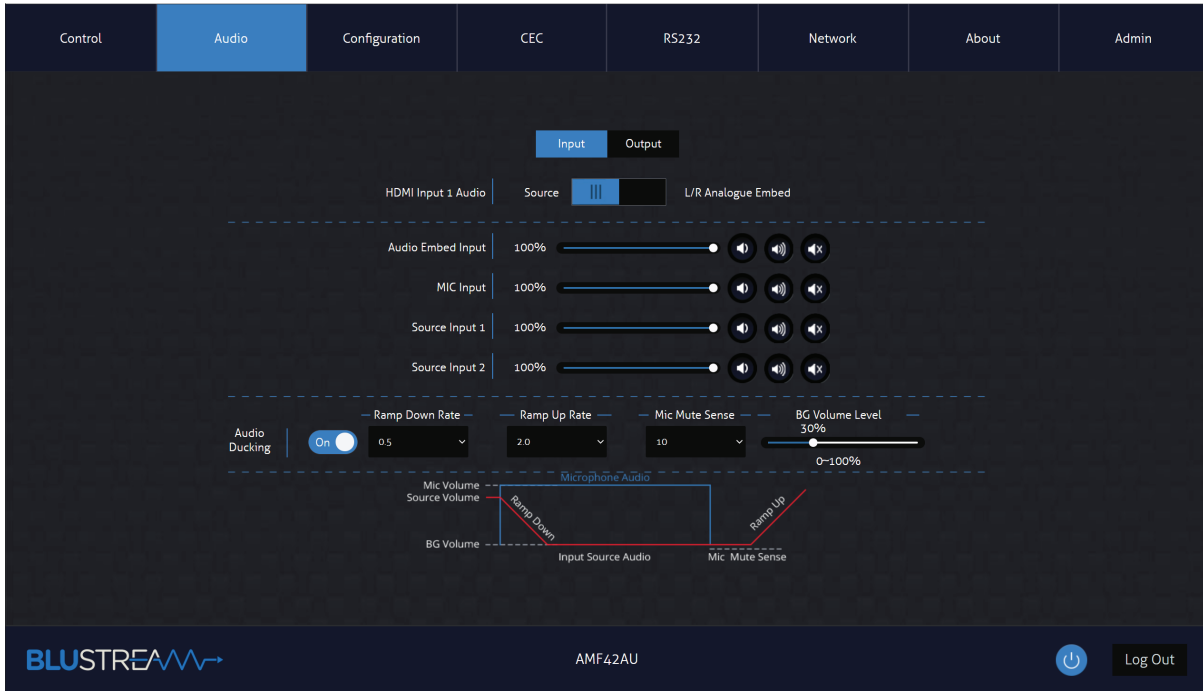 Control Audio Configuration CEC RS232 Network About Admin
Input Output
HDMI Input 1 Audio Source L/R Analogue Embed
Audio Embed Input 100%
MIC Input 100%
Source Input 1 100%
Source Input 2 100%
Ramp Down Rate Ramp Up Rate Mic Mute Sense BG Volume Level
30%
Audio
Ducking
On 0.5 2.0 10
0-100%
Mic Volume Microphone Audio
Source Volume
Ramp Down
Ramp Up
BG Volume
Input Source Audio Mic Mute Sense
BLUSTREAM AMF42AU Log Out